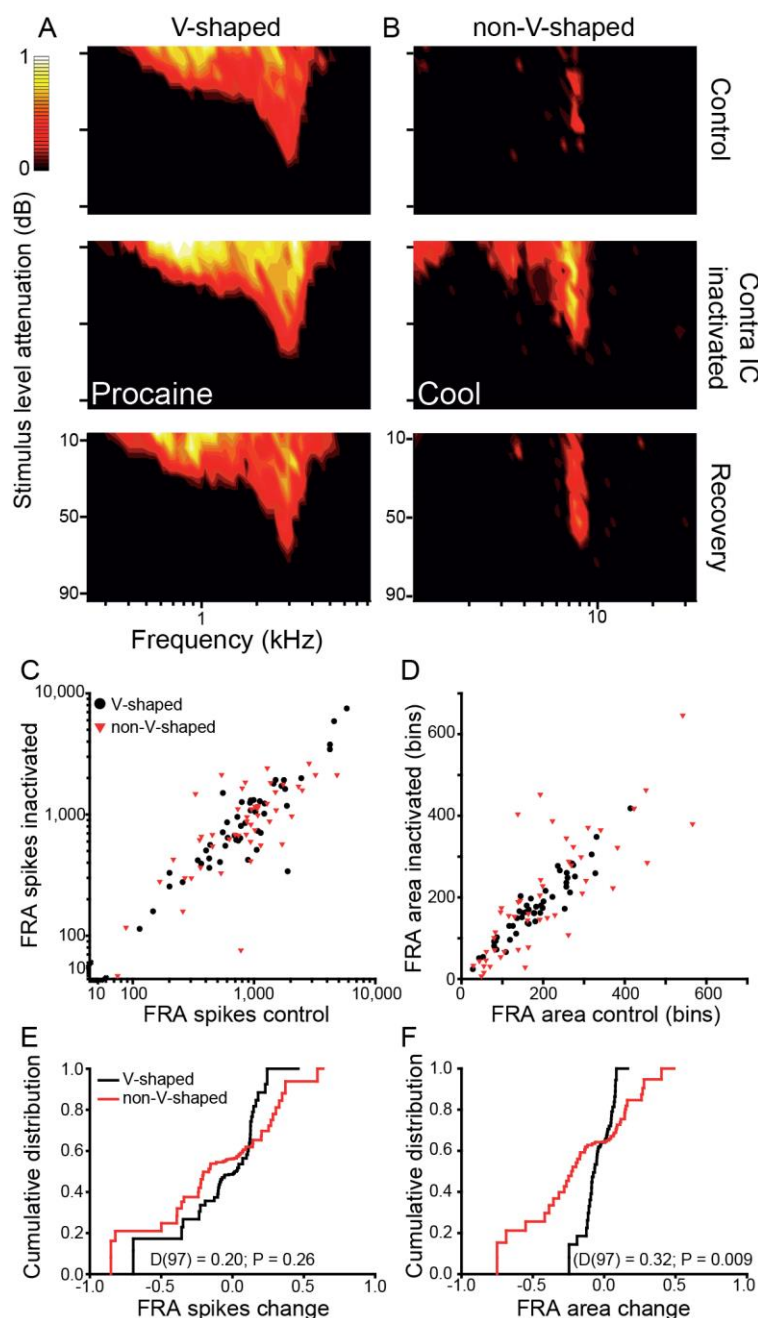 A
V-shaped
B
non-V-shaped
1
0
Control
Stimulus level attenuation (dB)
Procaine
Cool
Contra IC
inactivated
10
50
90
Recovery
1
10
Frequency (kHz)
C
V-shaped
non-V-shaped
10,000
1,000
100
40
FRA spikes inactivated
40
100
1,000
10,000
FRA spikes control
D
600
400
200
0
FRA area inactivated (bins)
0
200
400
600
FRA area control (bins)
E
V-shaped
non-V-shaped
1.0
0.8
0.6
0.4
0.2
0.0
Cumulative distribution
D(97) = 0.20; P = 0.26
-1.0
-0.5
0.0
0.5
1.0
FRA spikes change
F
1.0
0.8
0.6
0.4
0.2
0.0
Cumulative distribution
(D(97) = 0.32; P = 0.009
-1.0
-0.5
0.0
0.5
1.0
FRA area change